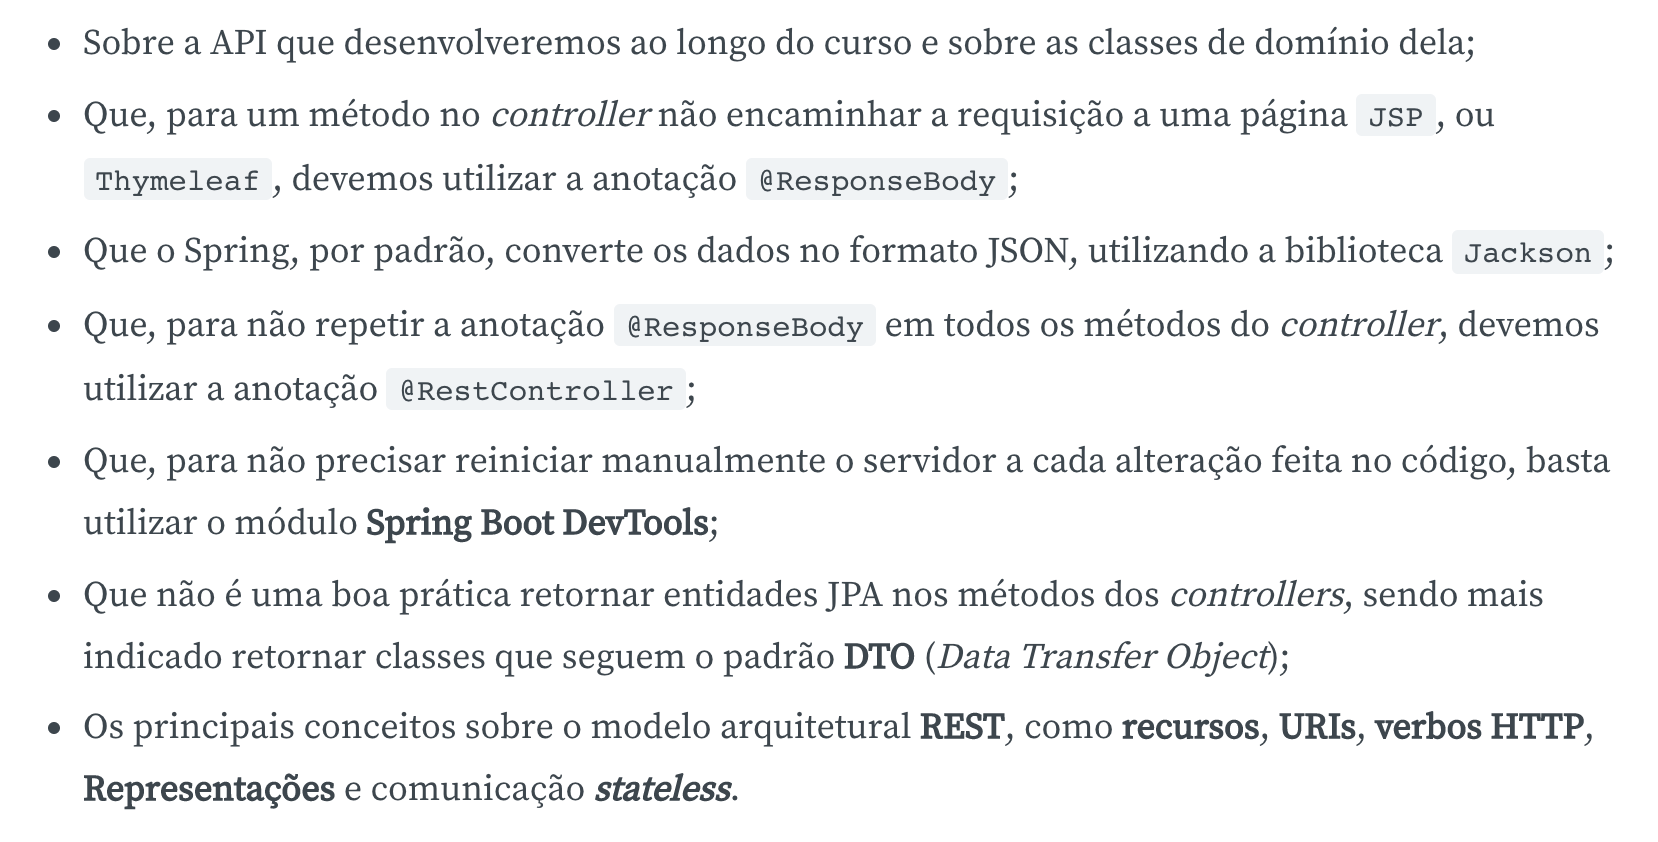 • Sobre a API que desenvolveremos ao longo do curso e sobre as classes de domínio dela;
• Que, para um método no controller não encaminhar a requisição a uma página JSP , ou
Thymeleaf , devemos utilizar a anotação @ResponseBody ;
• Que o Spring, por padrão, converte os dados no formato JSON, utilizando a biblioteca Jackson ;
• Que, para não repetir a anotação @ResponseBody em todos os métodos do controller, devemos
utilizar a anotação @RestController ;
• Que, para não precisar reiniciar manualmente o servidor a cada alteração feita no código, basta
utilizar o módulo Spring Boot DevTools;
• Que não é uma boa prática retornar entidades JPA nos métodos dos controllers, sendo mais
indicado retornar classes que seguem o padrão DTO (Data Transfer Object);
• Os principais conceitos sobre o modelo arquitetural REST, como recursos, URIs, verbos HTTP,
Representações e comunicação stateless.